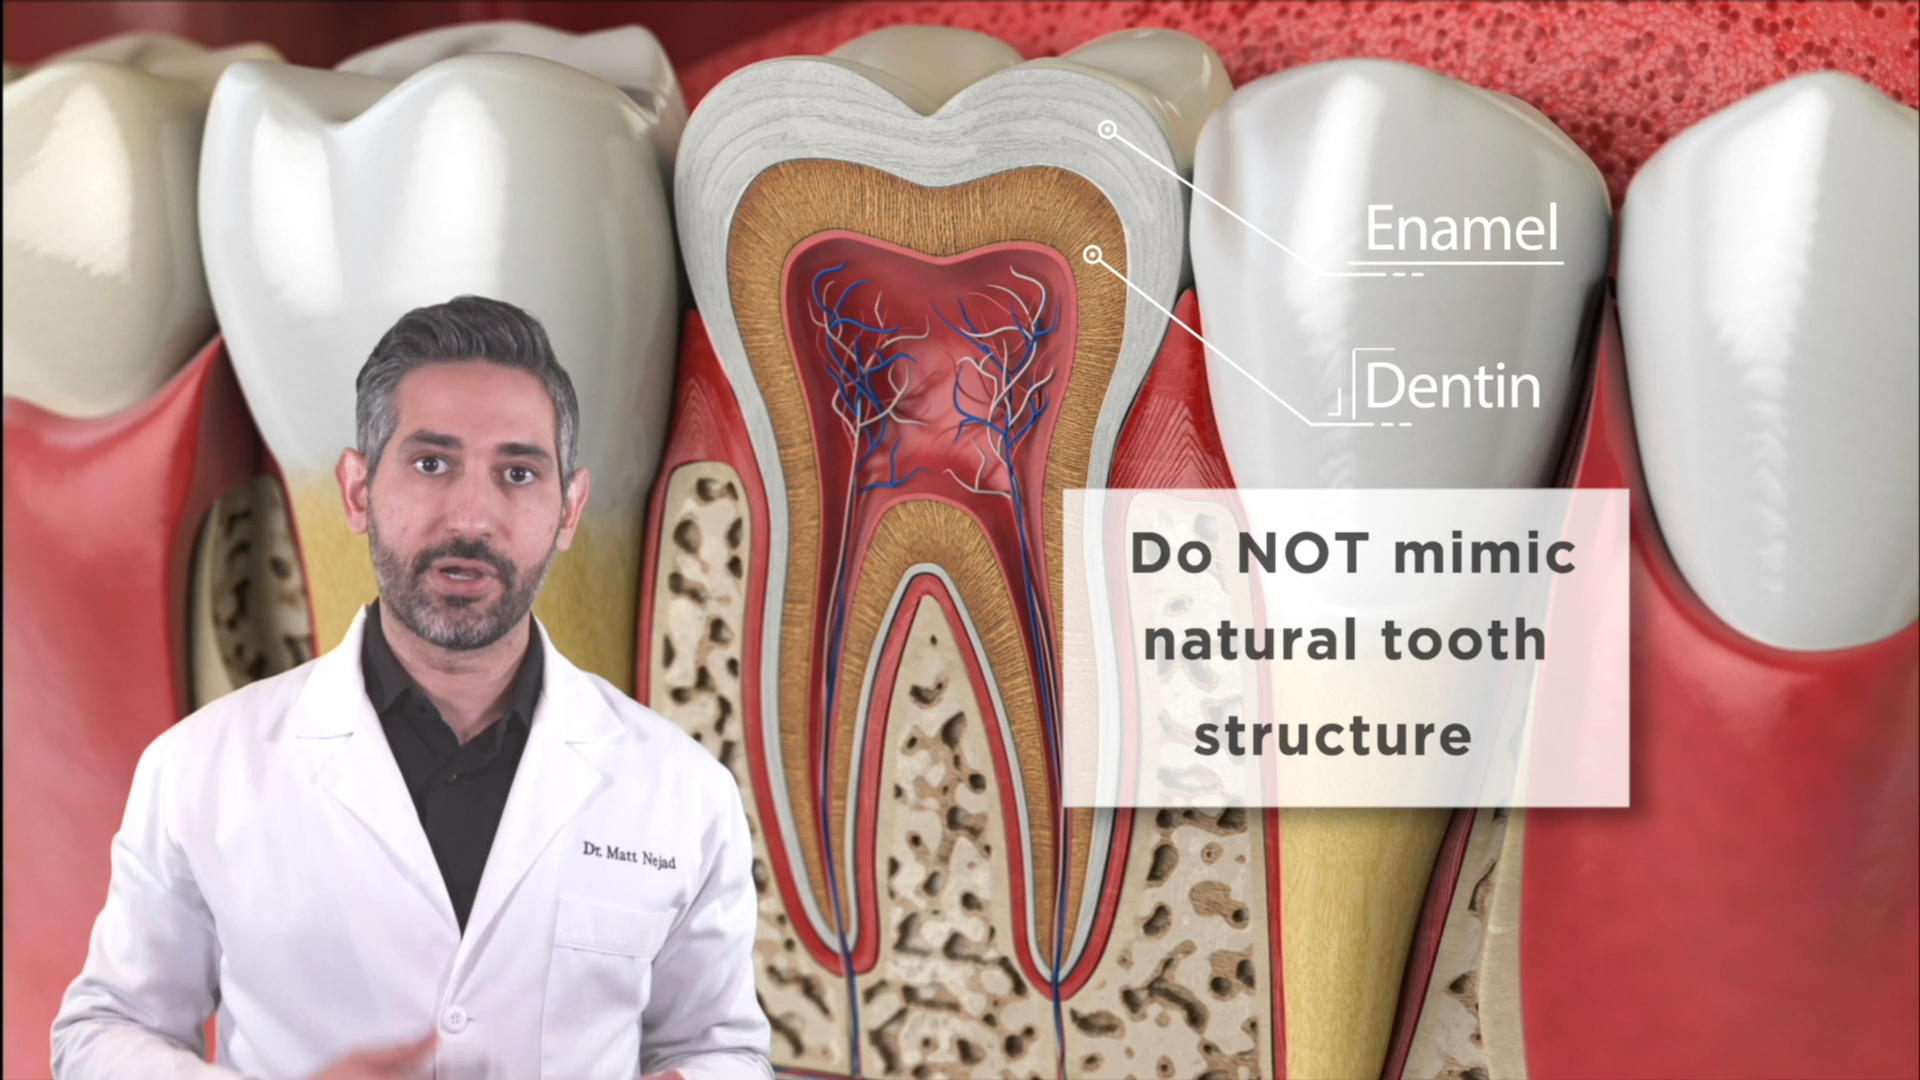 Enamel
Dentin
Do NOT mimic
natural tooth
structure
Dr. Matt Nejad